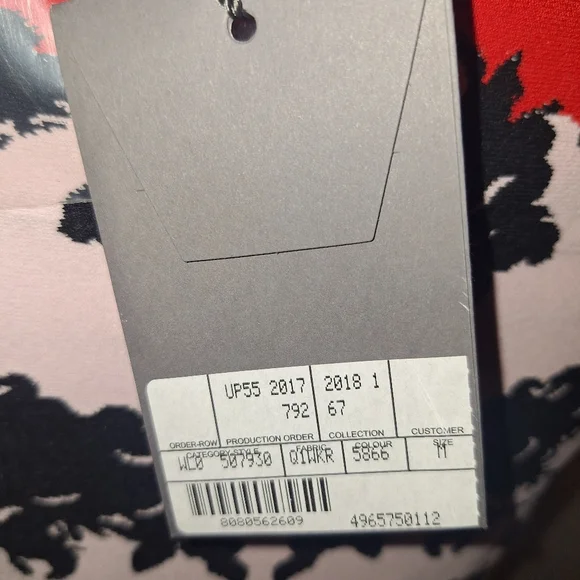 UP55 2017 2018 1
792 67
ORDER-ROW PRODUCTION ORDER COLLECTION CUSTOMER
CATEGORY-STYLE FABRIC COLOUR SIZE
WC0 507930 Q1WKR 5866 M
8080562609 4965750112